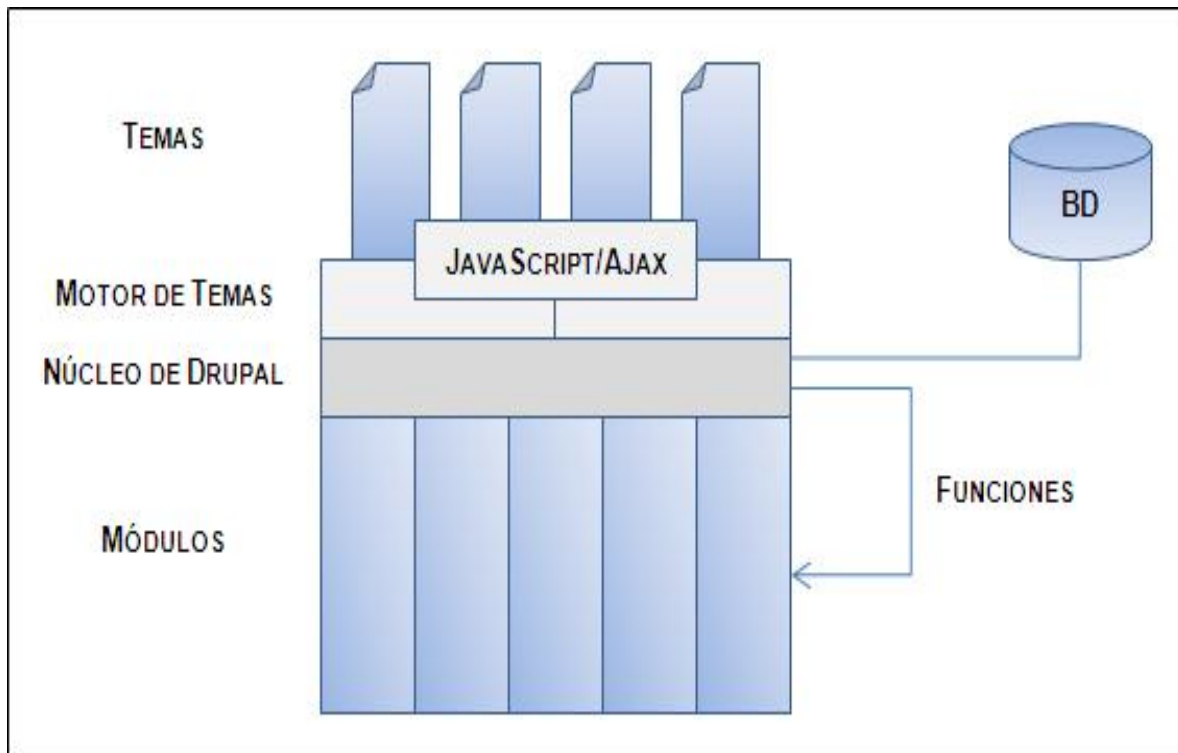 TEMAS
BD
JAVASCRIPT/AJAX
MOTOR DE TEMAS
NÚCLEO DE DRUPAL
FUNCIONES
MÓDULOS